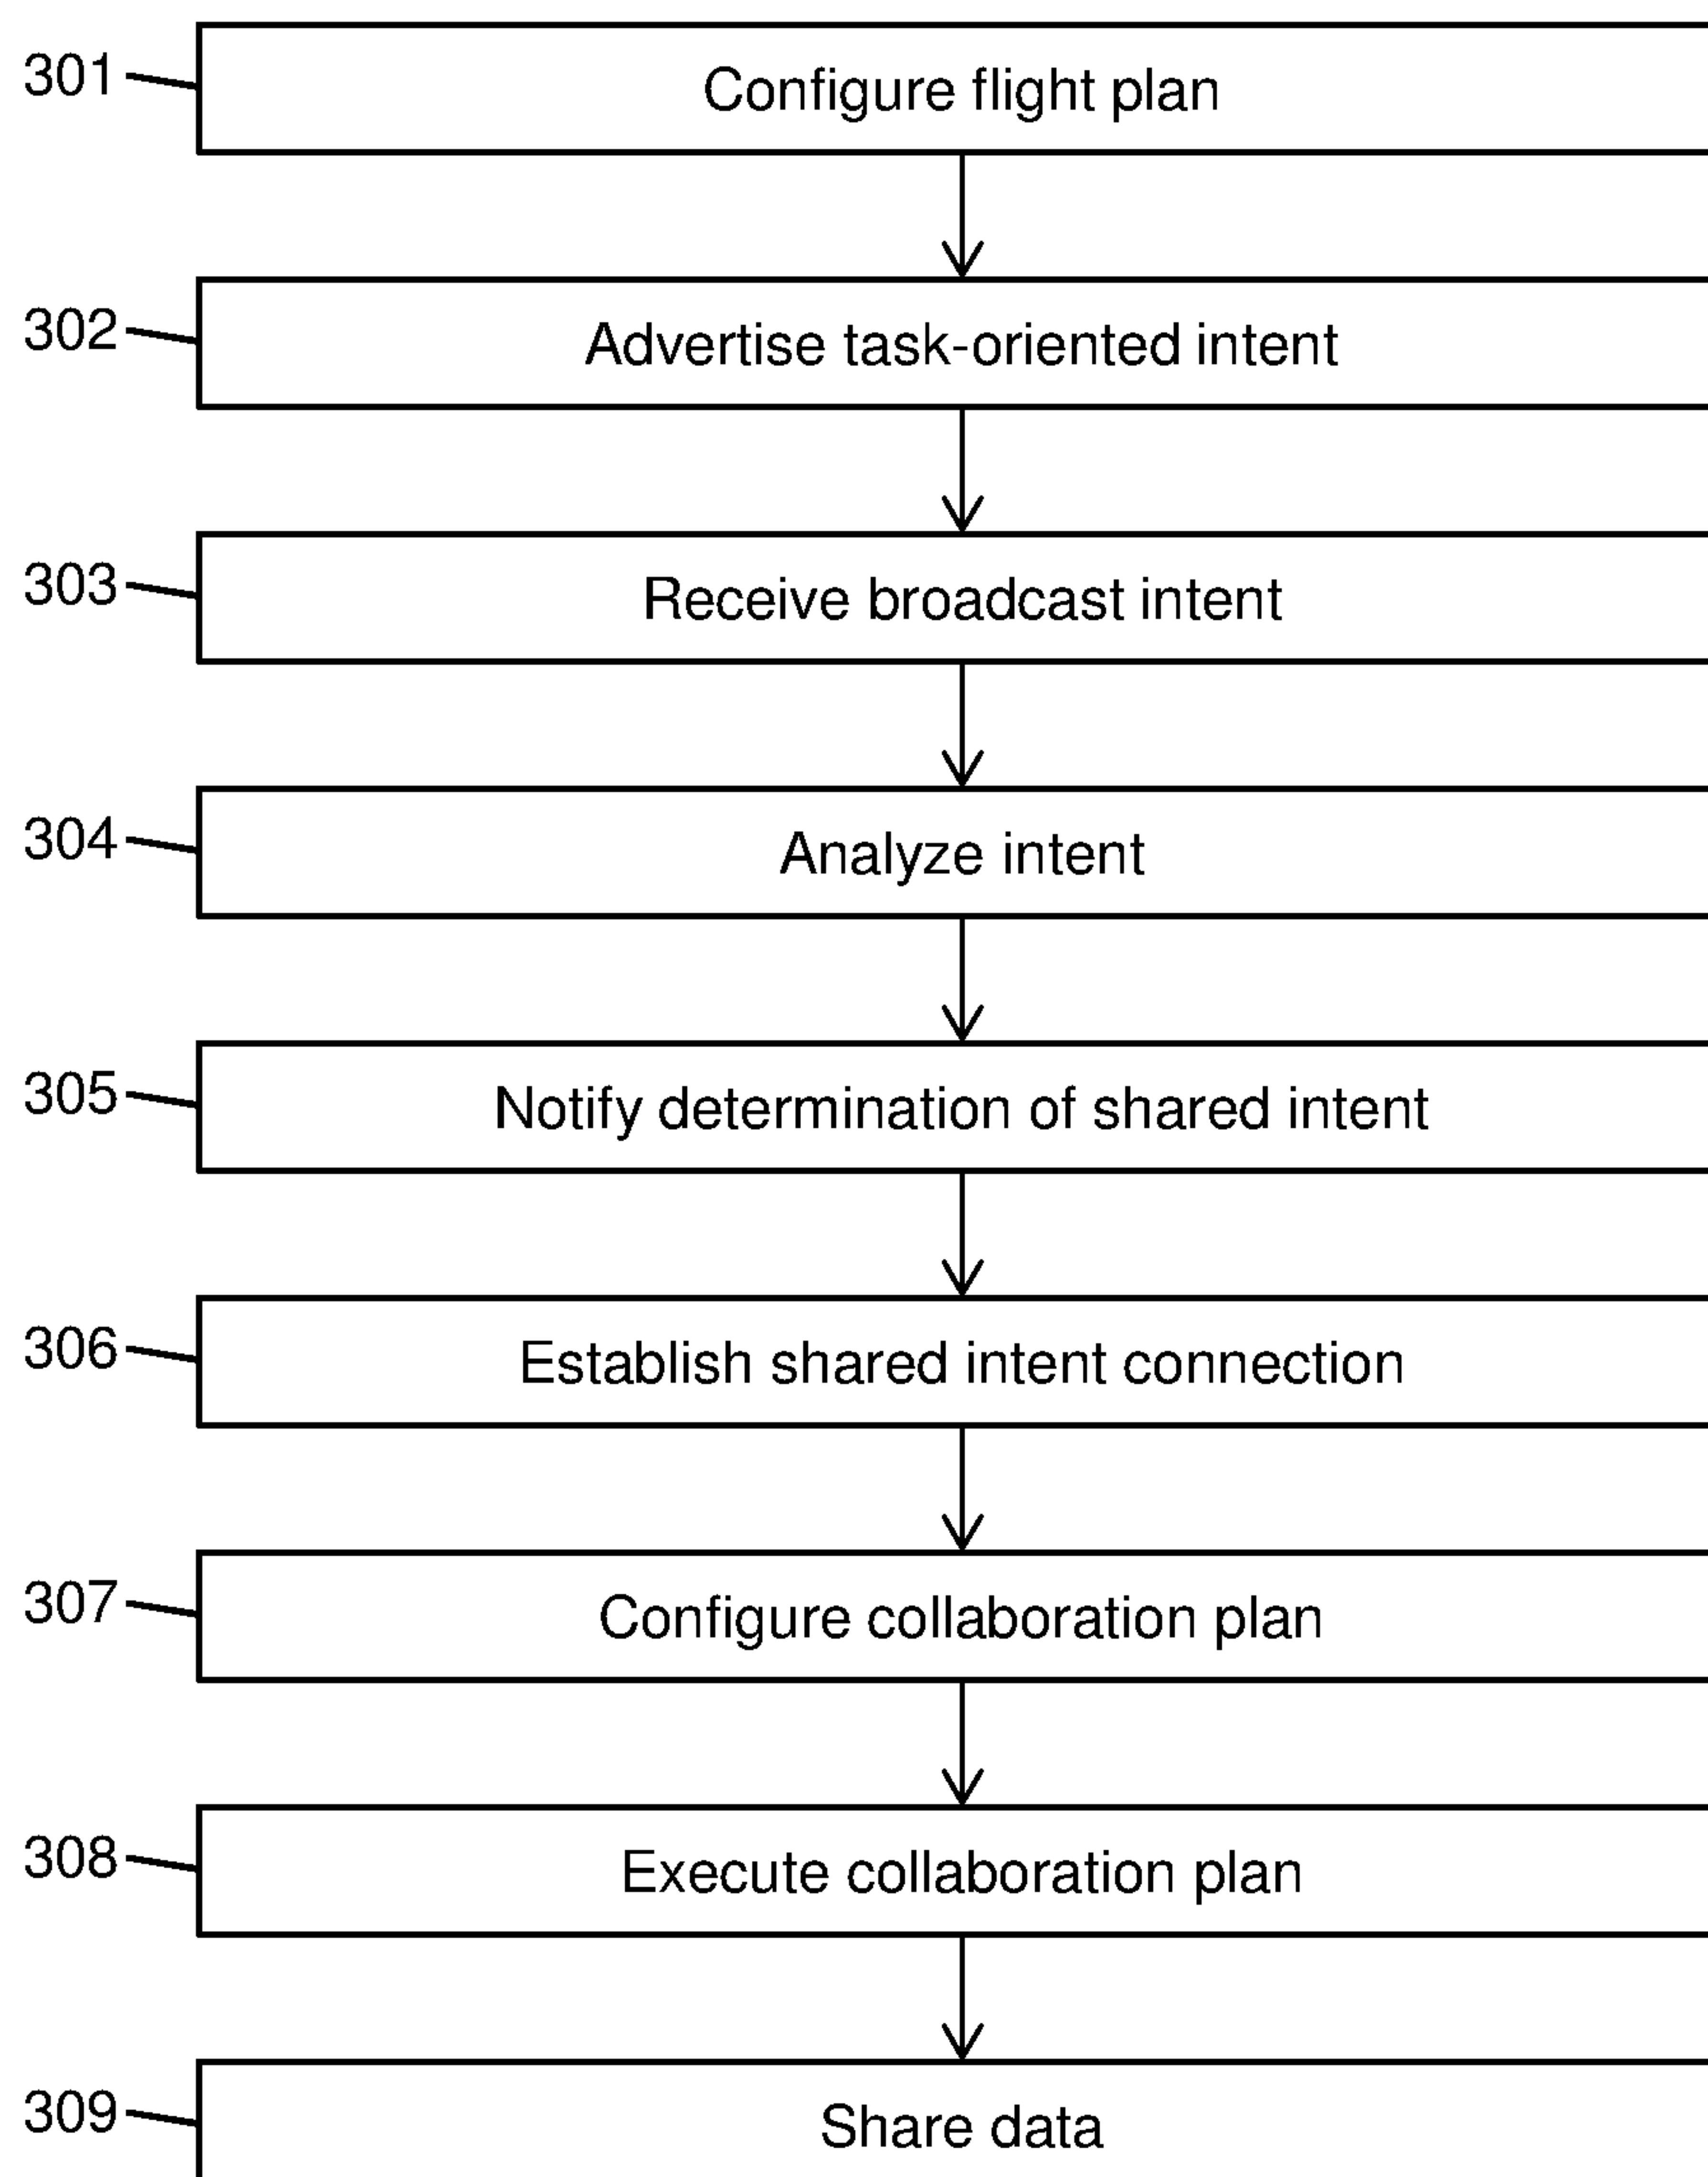 301 Configure flight plan
302 Advertise task-oriented intent
303 Receive broadcast intent
304 Analyze intent
305 Notify determination of shared intent
306 Establish shared intent connection
307 Configure collaboration plan
308 Execute collaboration plan
309 Share data